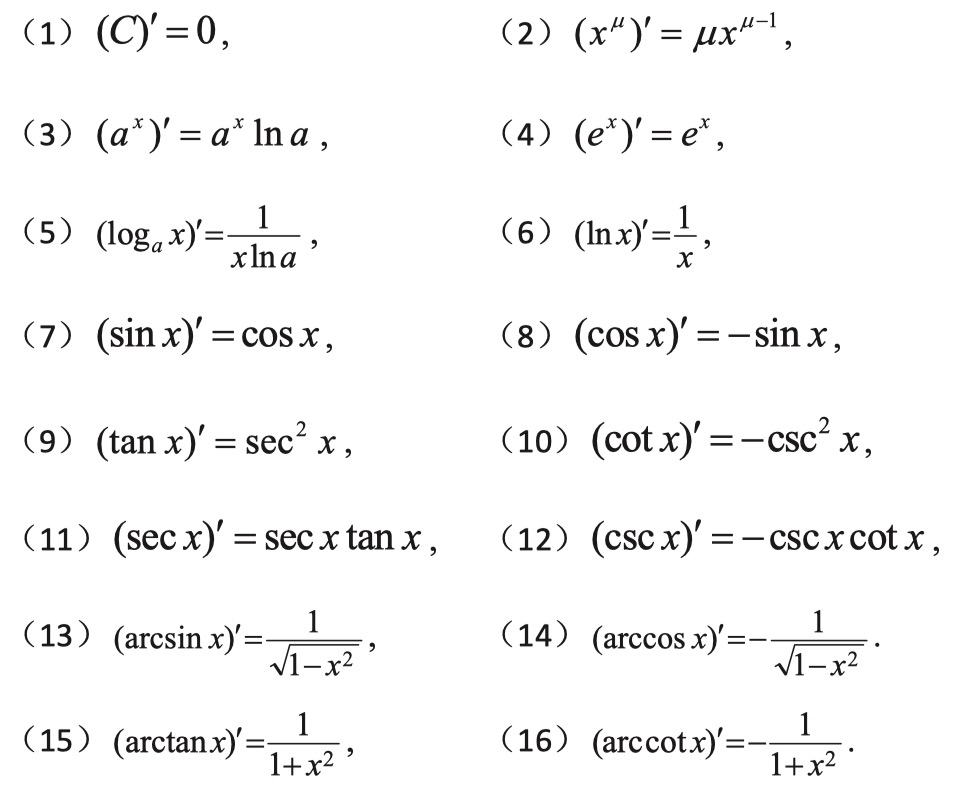 （1） (C)′ = 0, （2） (x^μ)′ = μx^(μ−1),
（3） (a^x)′ = a^x ln a , （4） (e^x)′ = e^x,
（5） (log_a x)′ = 1/(x ln a) , （6） (ln x)′ = 1/x ,
（7） (sin x)′ = cos x, （8） (cos x)′ = −sin x,
（9） (tan x)′ = sec² x, （10） (cot x)′ = −csc² x,
（11） (sec x)′ = sec x tan x, （12） (csc x)′ = −csc x cot x,
（13） (arcsin x)′ = 1/√(1−x²) , （14） (arccos x)′ = −1/√(1−x²) .
（15） (arctan x)′ = 1/(1+x²) , （16） (arc cot x)′ = −1/(1+x²) .